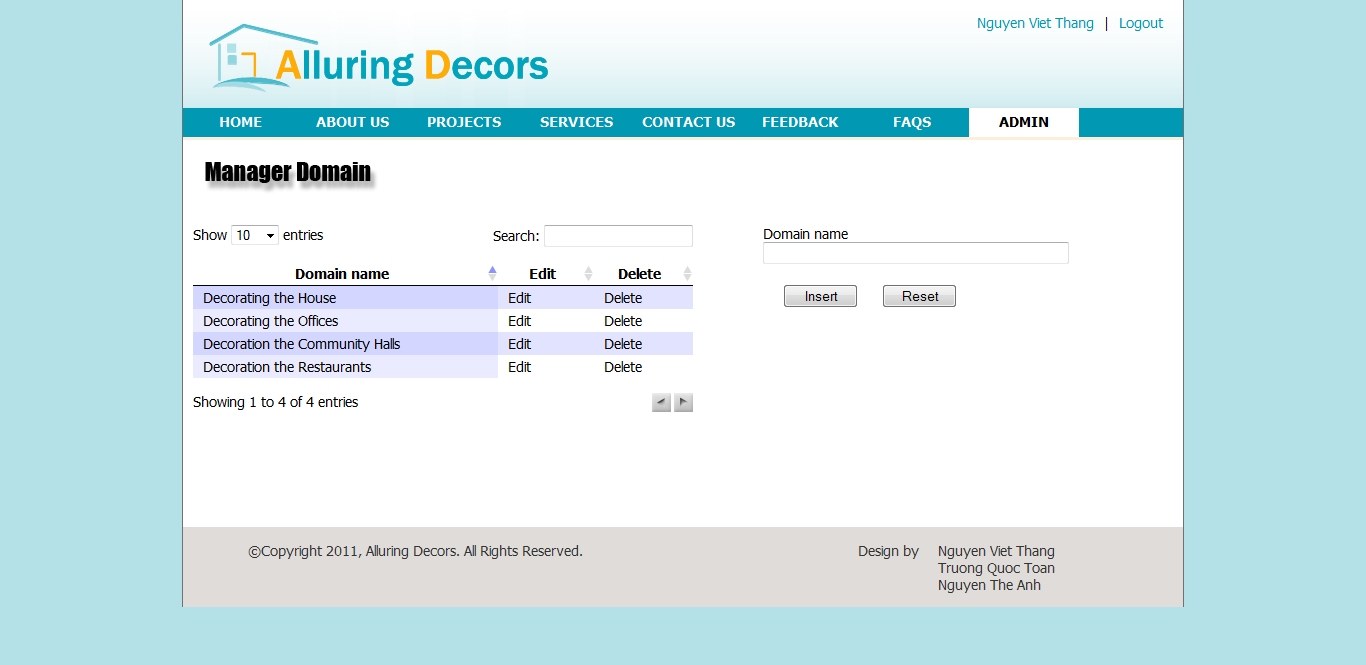 Nguyen Viet Thang | Logout
Alluring Decors
HOME ABOUT US PROJECTS SERVICES CONTACT US FEEDBACK FAQS ADMIN
Manager Domain
Show 10 entries Search:
Domain name Edit Delete
Decorating the House Edit Delete
Decorating the Offices Edit Delete
Decoration the Community Halls Edit Delete
Decoration the Restaurants Edit Delete
Showing 1 to 4 of 4 entries
Domain name
Insert Reset
©Copyright 2011, Alluring Decors. All Rights Reserved.
Design by Nguyen Viet Thang
Truong Quoc Toan
Nguyen The Anh